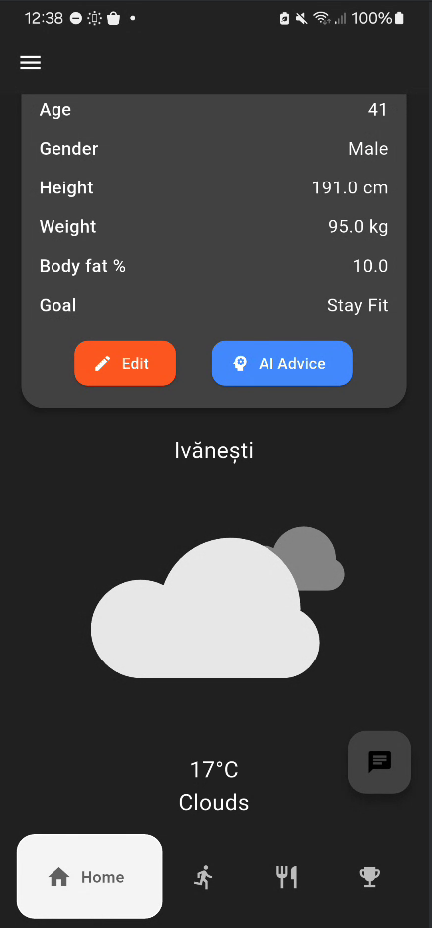 12:38 100%
Age 41
Gender Male
Height 191.0 cm
Weight 95.0 kg
Body fat % 10.0
Goal Stay Fit
Edit AI Advice
Ivănești
17°C
Clouds
Home